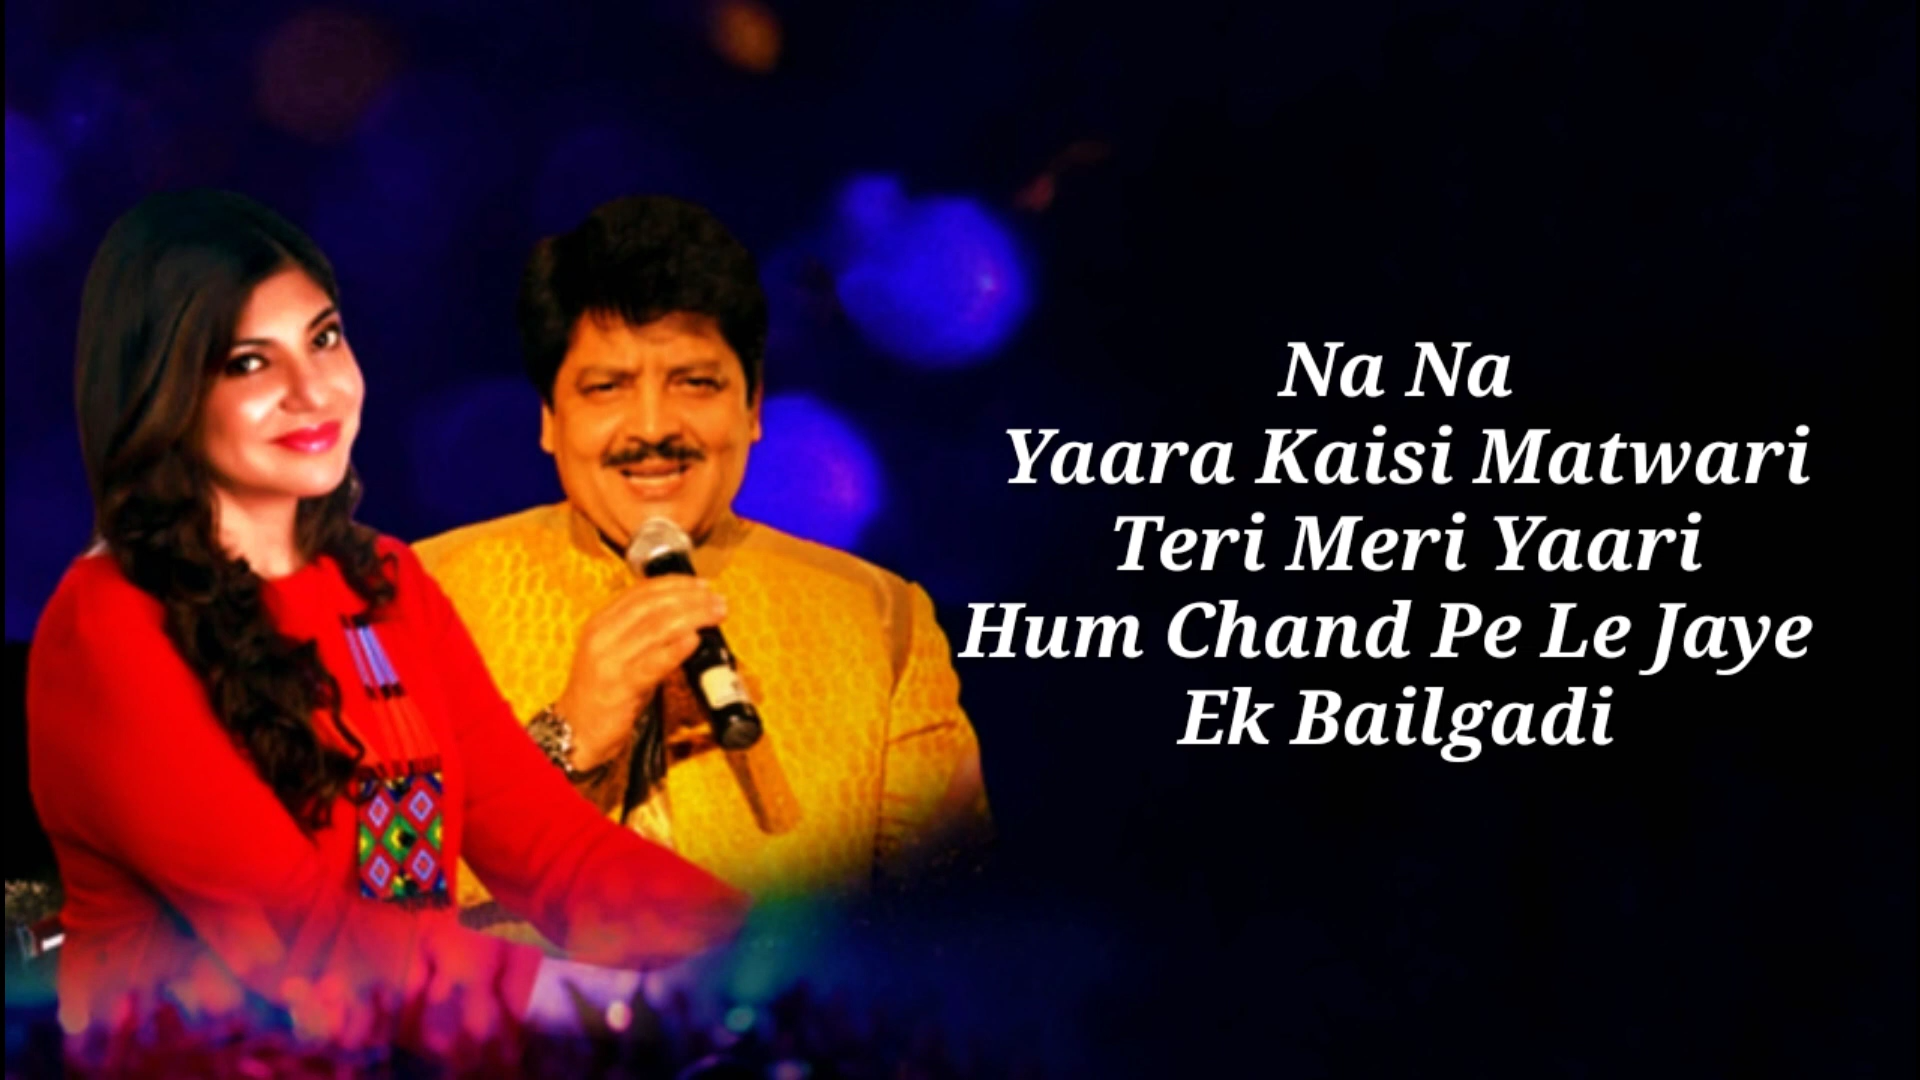 Na Na
Yaara Kaisi Matwari
Teri Meri Yaari
Hum Chand Pe Le Jaye
Ek Bailgadi